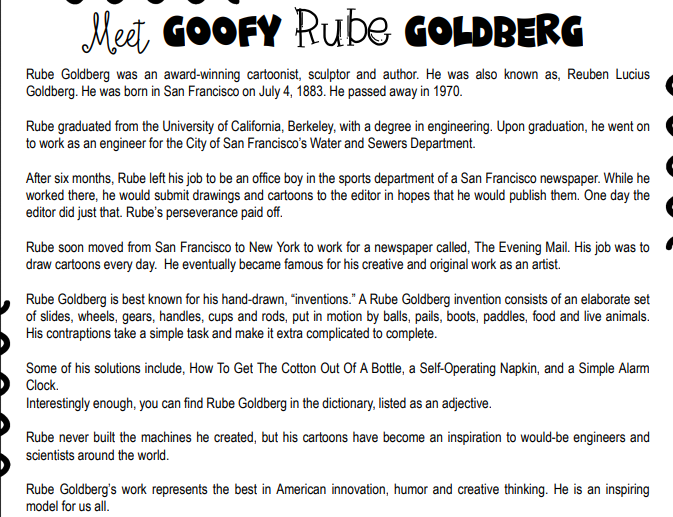 Meet GOOFY Rube GOLDBERG
Rube Goldberg was an award-winning cartoonist, sculptor and author. He was also known as, Reuben Lucius
Goldberg. He was born in San Francisco on July 4, 1883. He passed away in 1970.
Rube graduated from the University of California, Berkeley, with a degree in engineering. Upon graduation, he went on
to work as an engineer for the City of San Francisco's Water and Sewers Department.
After six months, Rube left his job to be an office boy in the sports department of a San Francisco newspaper. While he
worked there, he would submit drawings and cartoons to the editor in hopes that he would publish them. One day the
editor did just that. Rube's perseverance paid off.
Rube soon moved from San Francisco to New York to work for a newspaper called, The Evening Mail. His job was to
draw cartoons every day. He eventually became famous for his creative and original work as an artist.
Rube Goldberg is best known for his hand-drawn, “inventions.” A Rube Goldberg invention consists of an elaborate set
of slides, wheels, gears, handles, cups and rods, put in motion by balls, pails, boots, paddles, food and live animals.
His contraptions take a simple task and make it extra complicated to complete.
Some of his solutions include, How To Get The Cotton Out Of A Bottle, a Self-Operating Napkin, and a Simple Alarm
Clock.
Interestingly enough, you can find Rube Goldberg in the dictionary, listed as an adjective.
Rube never built the machines he created, but his cartoons have become an inspiration to would-be engineers and
scientists around the world.
Rube Goldberg's work represents the best in American innovation, humor and creative thinking. He is an inspiring
model for us all.